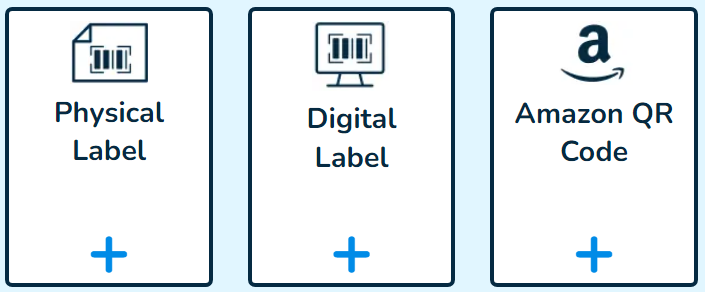 Physical
Label
Digital
Label
a
Amazon QR
Code